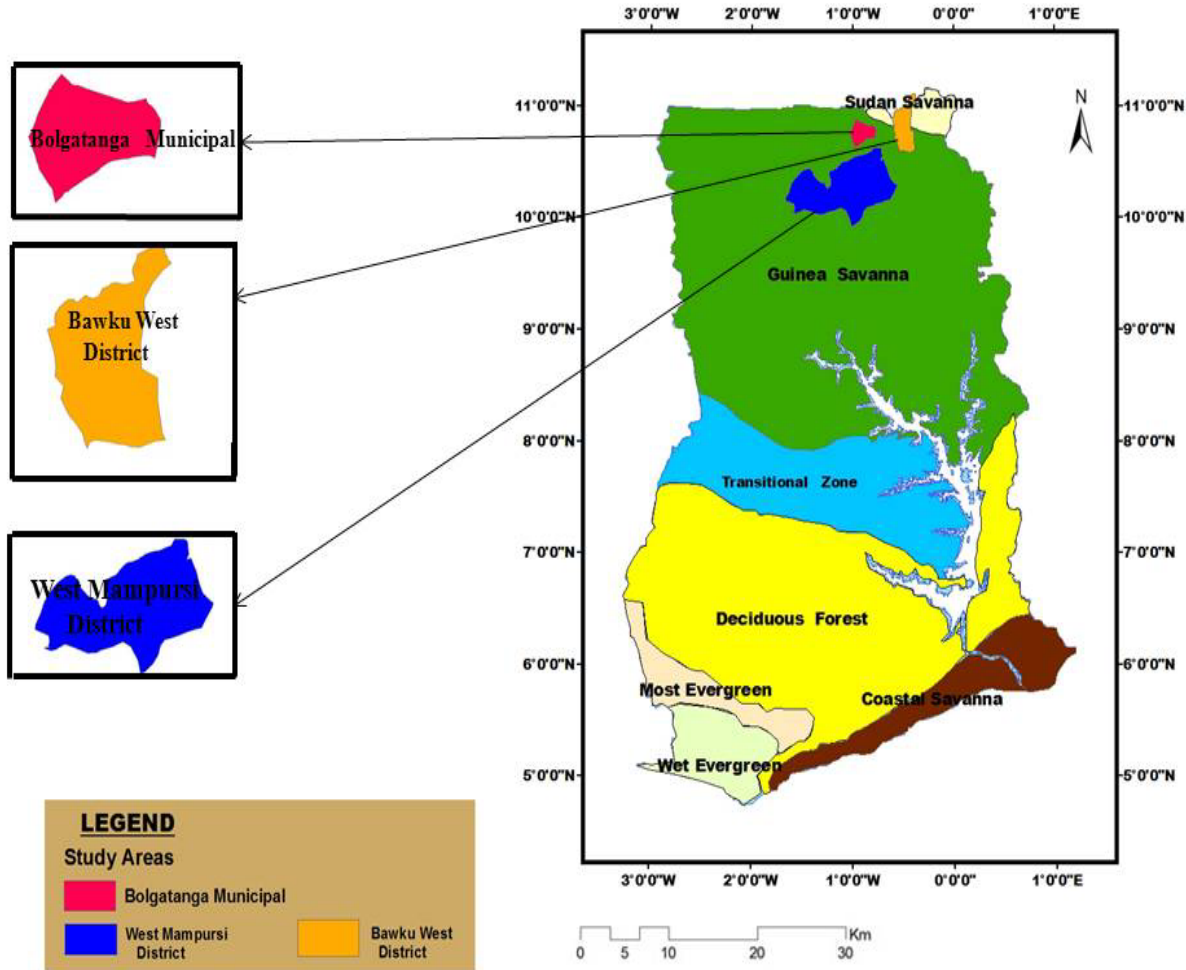 3°0'0"W 2°0'0"W 1°0'0"W 0°0'0" 1°0'0"E
Bolgatanga Municipal
Bawku West
District
West Mampursi
District
11°0'0"N 11°0'0"N
10°0'0"N 10°0'0"N
9°0'0"N 9°0'0"N
8°0'0"N 8°0'0"N
7°0'0"N 7°0'0"N
6°0'0"N 6°0'0"N
5°0'0"N 5°0'0"N
N
Sudan Savanna
Guinea Savanna
Transitional Zone
Deciduous Forest
Most Evergreen
Coastal Savanna
Wet Evergreen
3°0'0"W 2°0'0"W 1°0'0"W 0°0'0" 1°0'0"E
LEGEND
Study Areas
Bolgatanga Municipal
West Mampursi
District
Bawku West
District
Km
0 5 10 20 30